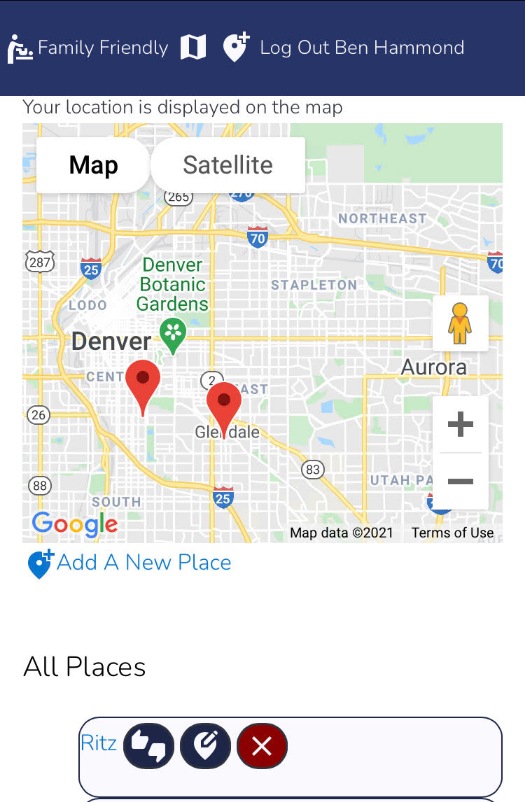 Family Friendly Log Out Ben Hammond
Your location is displayed on the map
Map Satellite
265
270
NORTHEAST
70
287
25
70
Denver
Botanic
Gardens
STAPLETON
LODO
Denver
Aurora
CENT
2
EAST
26
Glendale
83
88
UTAH PA
25
SOUTH
Google
Map data ©2021 Terms of Use
Add A New Place
All Places
Ritz